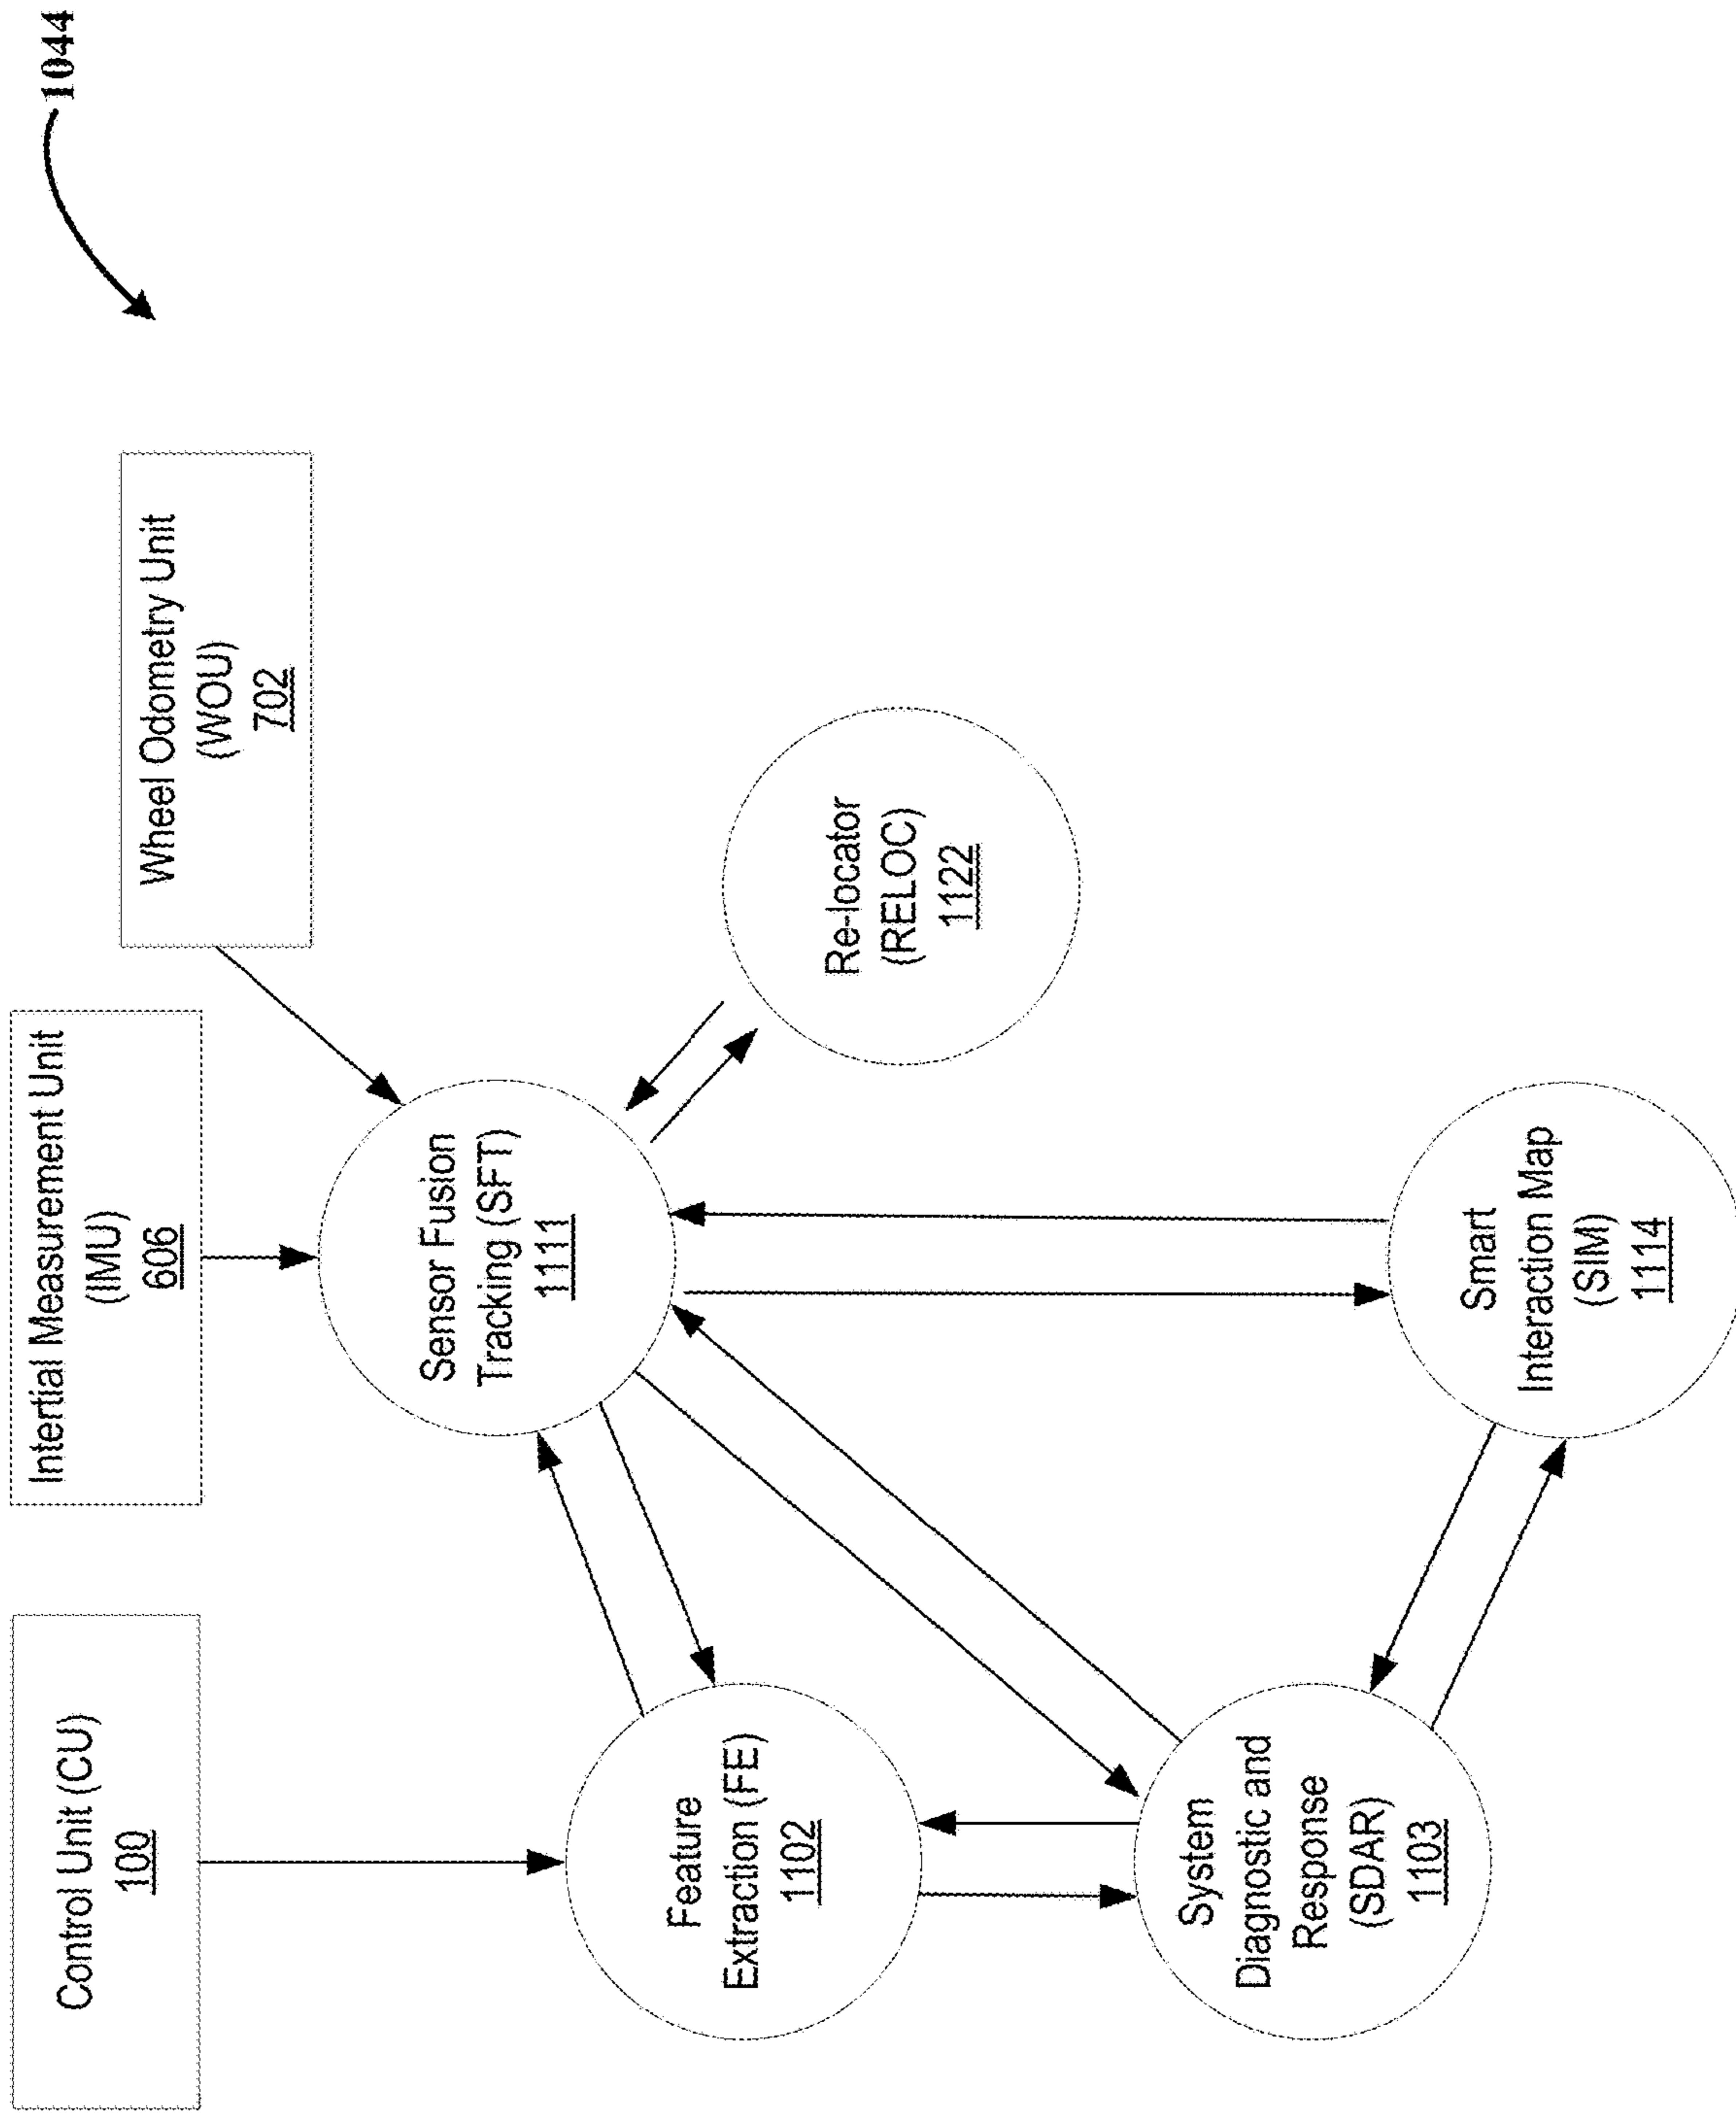 1044
Control Unit (CU)
100
Intertial Measurement Unit
(IMU)
606
Wheel Odometry Unit
(WOU)
702
Feature
Extraction (FE)
1102
Sensor Fusion
Tracking (SFT)
1111
Re-locator
(RELOC)
1122
System
Diagnostic and
Response
(SDAR)
1103
Smart
Interaction Map
(SIM)
1114